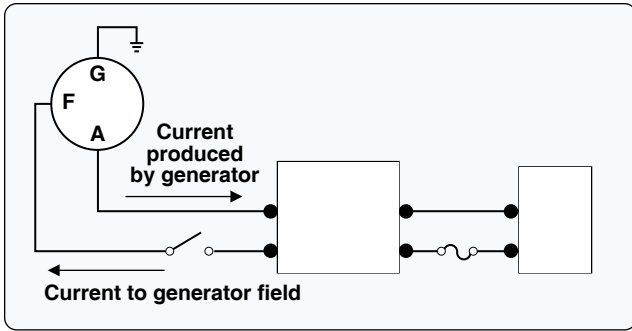 G
F
A
Current
produced
by generator
Current to generator field